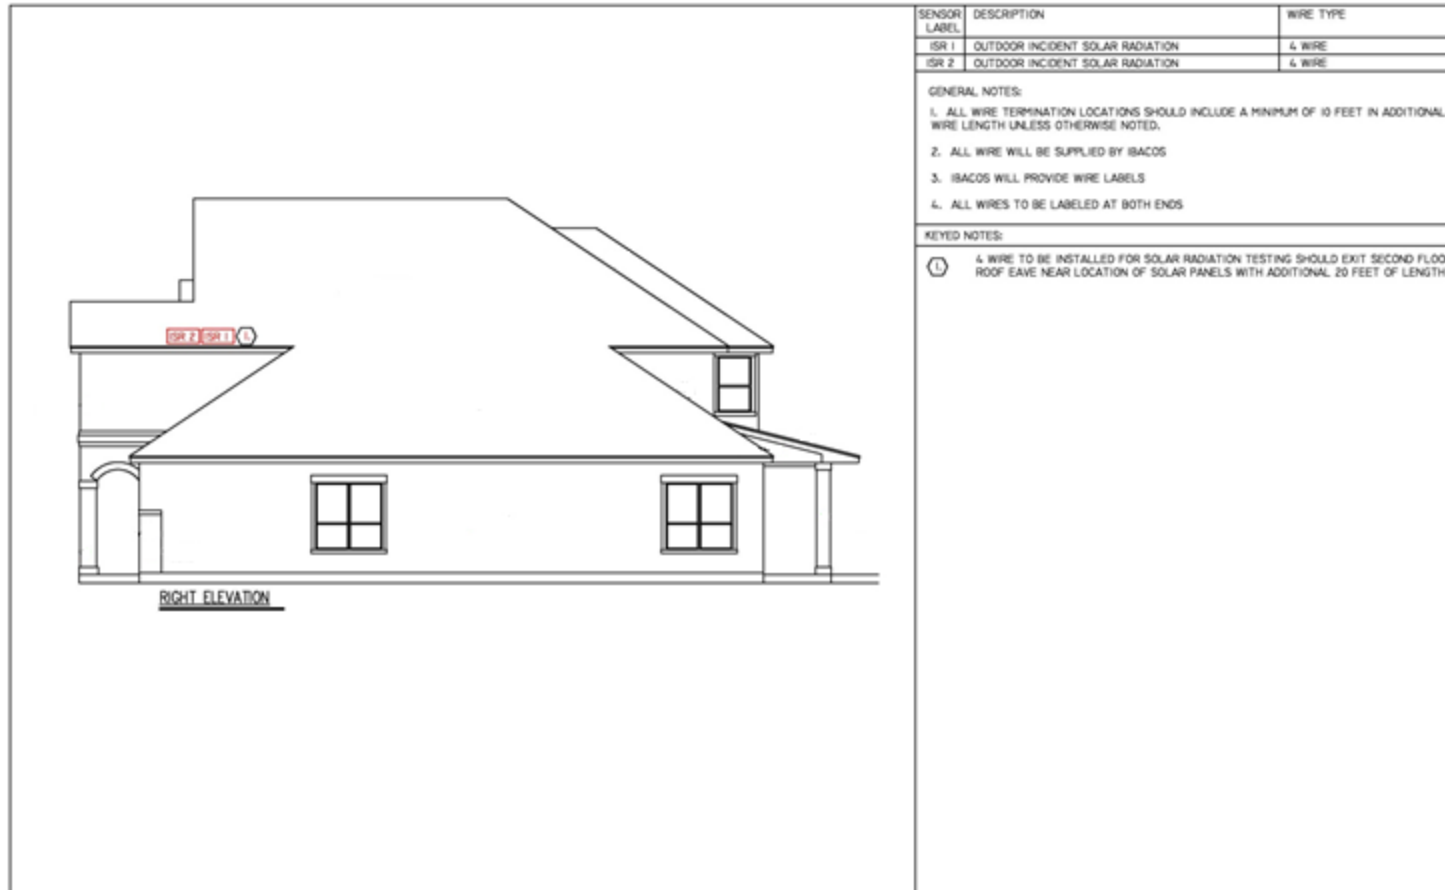 SENSOR LABEL DESCRIPTION WIRE TYPE
ISR 1 OUTDOOR INCIDENT SOLAR RADIATION 4 WIRE
ISR 2 OUTDOOR INCIDENT SOLAR RADIATION 4 WIRE
GENERAL NOTES:
1. ALL WIRE TERMINATION LOCATIONS SHOULD INCLUDE A MINIMUM OF 10 FEET IN ADDITIONAL
WIRE LENGTH UNLESS OTHERWISE NOTED.
2. ALL WIRE WILL BE SUPPLIED BY IBACOS
3. IBACOS WILL PROVIDE WIRE LABELS
4. ALL WIRES TO BE LABELED AT BOTH ENDS
KEYED NOTES:
1. 4 WIRE TO BE INSTALLED FOR SOLAR RADIATION TESTING SHOULD EXIT SECOND FLOO
ROOF EAVE NEAR LOCATION OF SOLAR PANELS WITH ADDITIONAL 20 FEET OF LENGTH
ISR 2 ISR 1 1.
RIGHT ELEVATION